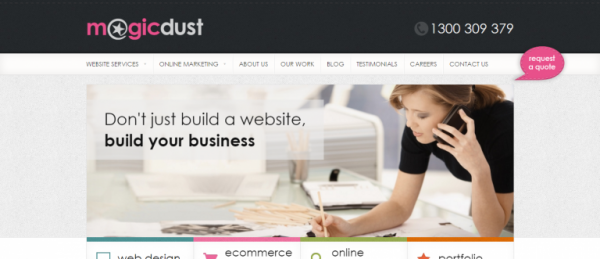 magicdust
1300 309 379
WEBSITE SERVICES ONLINE MARKETING ABOUT US OUR WORK BLOG TESTIMONIALS CAREERS CONTACT US
request
a quote
Don't just build a website,
build your business
web design
ecommerce
online
portfolio